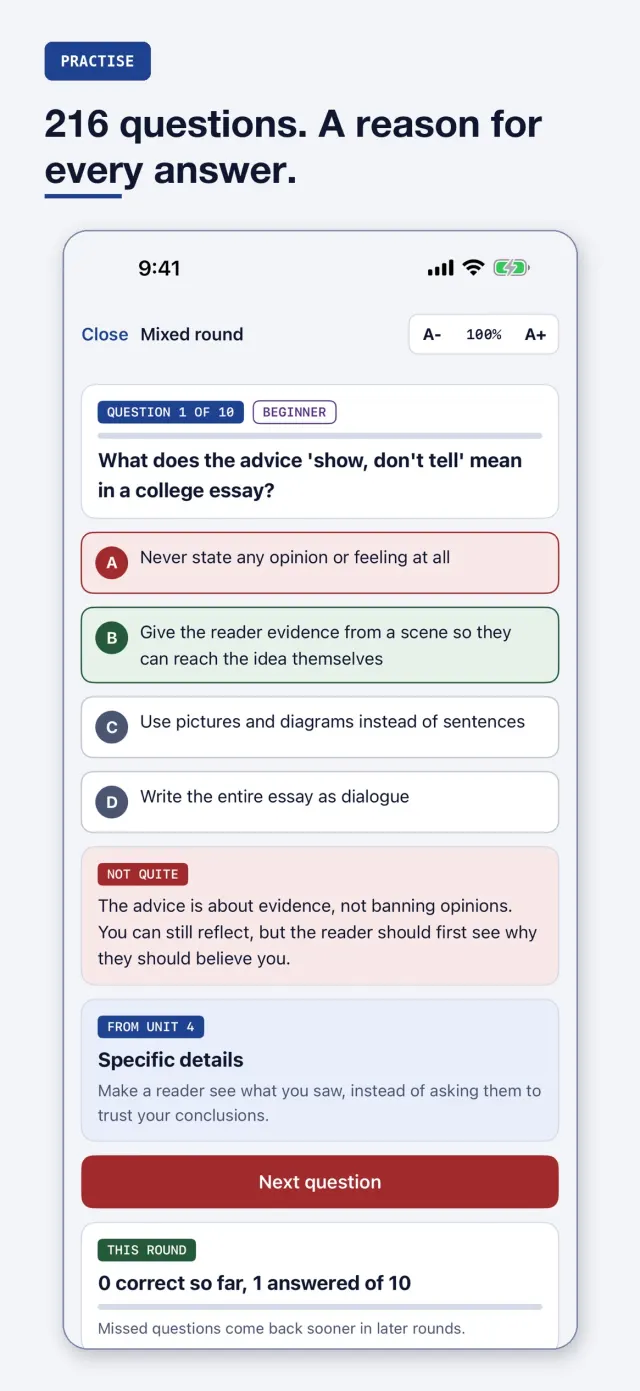 PRACTISE
216 questions. A reason for
every answer.
9:41
Close Mixed round A- 100% A+
QUESTION 1 OF 10 BEGINNER
What does the advice 'show, don't tell' mean
in a college essay?
A Never state any opinion or feeling at all
B Give the reader evidence from a scene so they
can reach the idea themselves
C Use pictures and diagrams instead of sentences
D Write the entire essay as dialogue
NOT QUITE
The advice is about evidence, not banning opinions.
You can still reflect, but the reader should first see why
they should believe you.
FROM UNIT 4
Specific details
Make a reader see what you saw, instead of asking them to
trust your conclusions.
Next question
THIS ROUND
0 correct so far, 1 answered of 10
Missed questions come back sooner in later rounds.